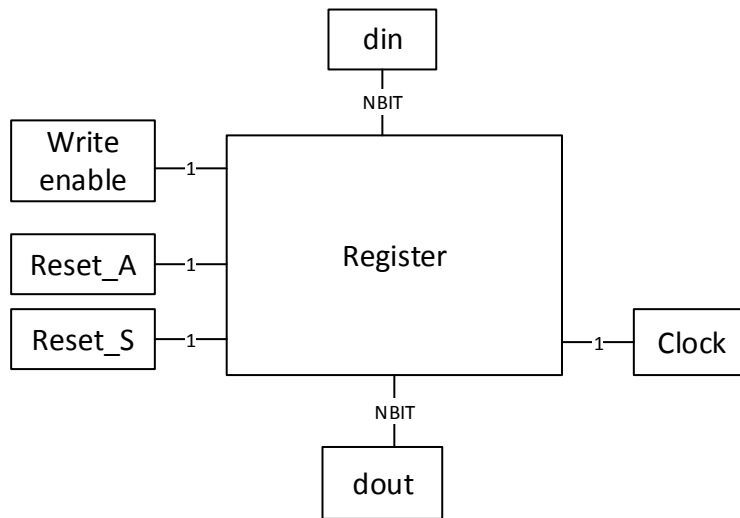 din
NBIT
Write
enable
1
Reset_A
1
Register
Reset_S
1
1
Clock
NBIT
dout